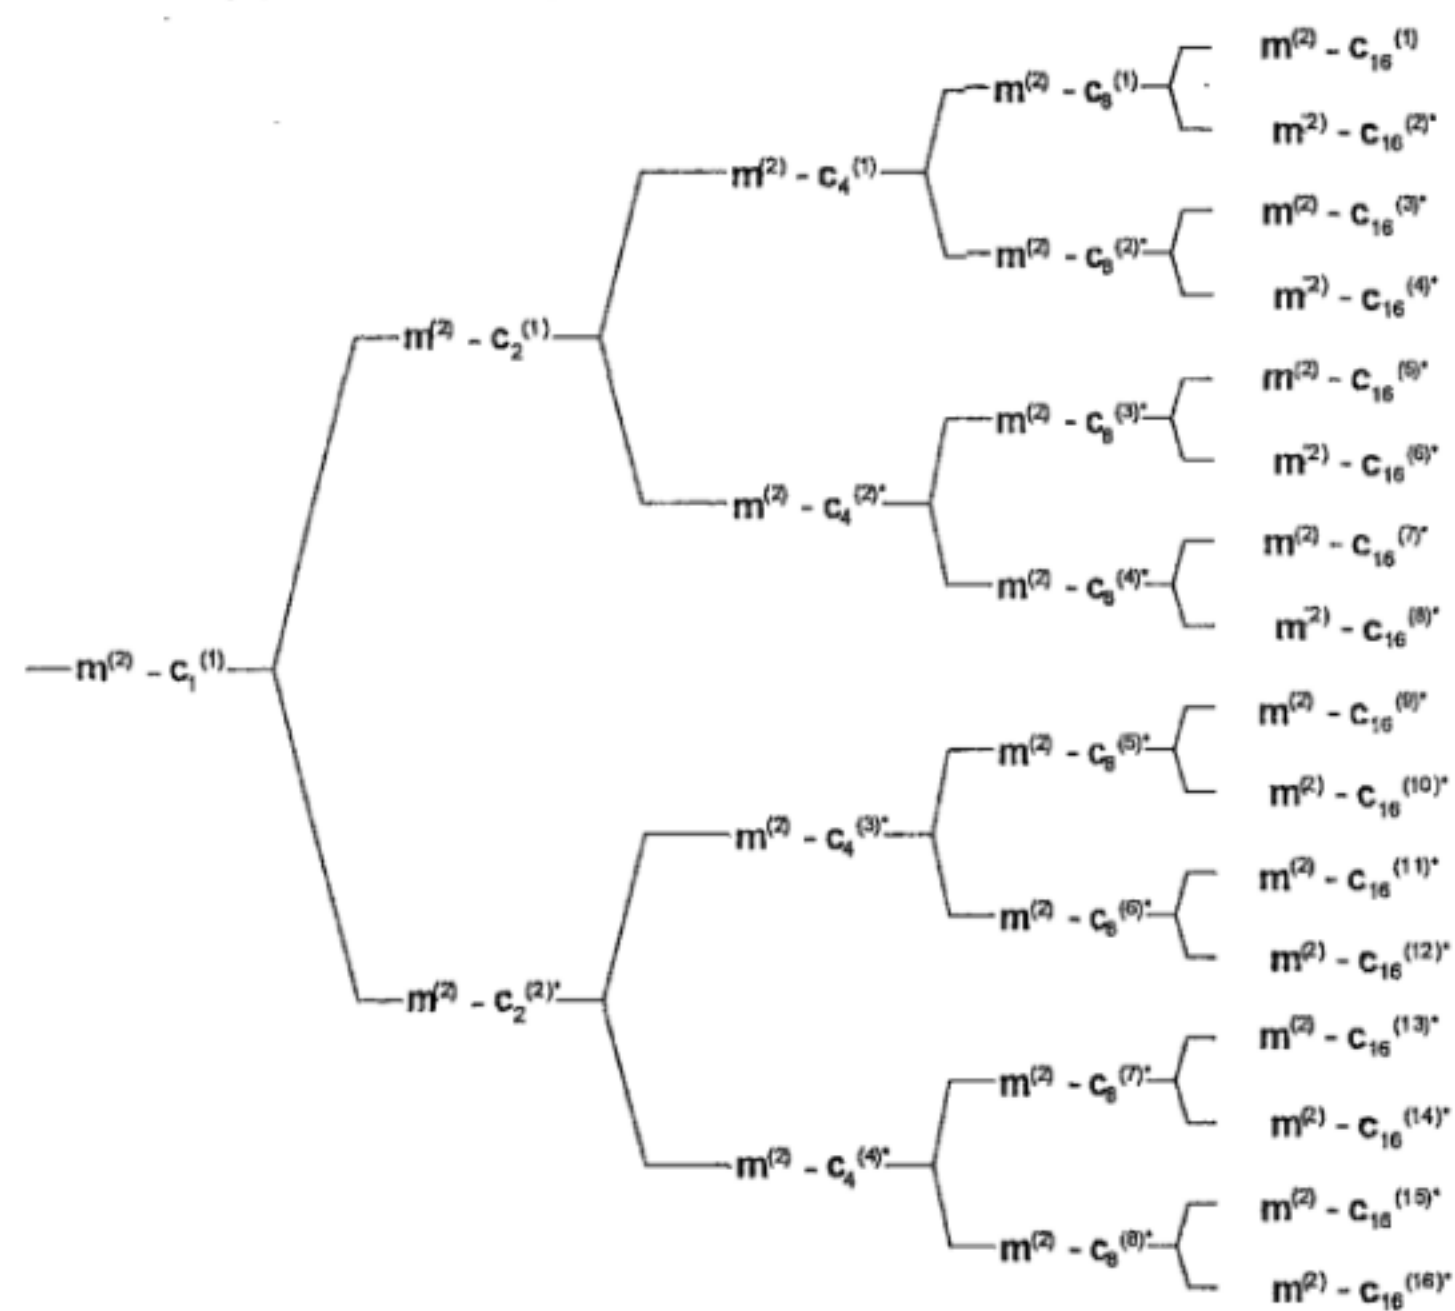 m⁽²⁾ - c₁₆⁽¹⁾
m⁽²⁾ - c₈⁽¹⁾
m²⁾ - c₁₆⁽²⁾*
m⁽²⁾ - c₄⁽¹⁾
m⁽²⁾ - c₁₆⁽³⁾*
m⁽²⁾ - c₈⁽²⁾*
m²⁾ - c₁₆⁽⁴⁾*
m⁽²⁾ - c₂⁽¹⁾
m⁽²⁾ - c₁₆⁽⁵⁾*
m⁽²⁾ - c₈⁽³⁾*
m²⁾ - c₁₆⁽⁶⁾*
m⁽²⁾ - c₄⁽²⁾*
m⁽²⁾ - c₁₆⁽⁷⁾*
m⁽²⁾ - c₈⁽⁴⁾*
m²⁾ - c₁₆⁽⁸⁾*
m⁽²⁾ - c₁⁽¹⁾
m⁽²⁾ - c₁₆⁽⁹⁾*
m⁽²⁾ - c₈⁽⁵⁾*
m⁽²⁾ - c₁₆⁽¹⁰⁾*
m⁽²⁾ - c₄⁽³⁾*
m⁽²⁾ - c₁₆⁽¹¹⁾*
m⁽²⁾ - c₈⁽⁶⁾*
m⁽²⁾ - c₁₆⁽¹²⁾*
m⁽²⁾ - c₂⁽²⁾*
m⁽²⁾ - c₁₆⁽¹³⁾*
m⁽²⁾ - c₈⁽⁷⁾*
m⁽²⁾ - c₁₆⁽¹⁴⁾*
m⁽²⁾ - c₄⁽⁴⁾*
m⁽²⁾ - c₁₆⁽¹⁵⁾*
m⁽²⁾ - c₈⁽⁸⁾*
m⁽²⁾ - c₁₆⁽¹⁶⁾*